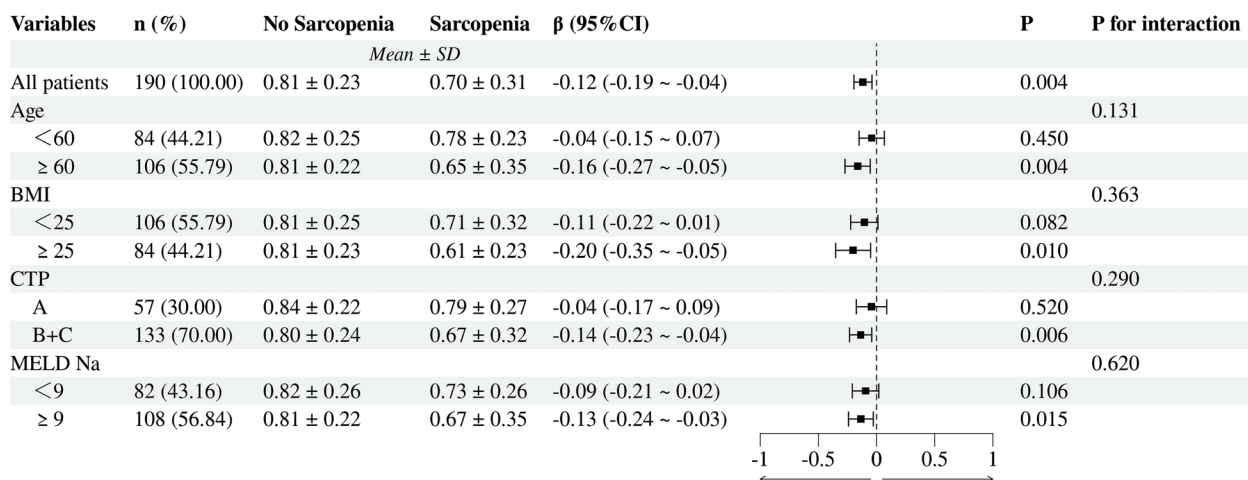 Variables n (%) No Sarcopenia Sarcopenia β (95%CI) P P for interaction
Mean ± SD
All patients 190 (100.00) 0.81 ± 0.23 0.70 ± 0.31 -0.12 (-0.19 ~ -0.04) 0.004
Age 0.131
<60 84 (44.21) 0.82 ± 0.25 0.78 ± 0.23 -0.04 (-0.15 ~ 0.07) 0.450
≥ 60 106 (55.79) 0.81 ± 0.22 0.65 ± 0.35 -0.16 (-0.27 ~ -0.05) 0.004
BMI 0.363
<25 106 (55.79) 0.81 ± 0.25 0.71 ± 0.32 -0.11 (-0.22 ~ 0.01) 0.082
≥ 25 84 (44.21) 0.81 ± 0.23 0.61 ± 0.23 -0.20 (-0.35 ~ -0.05) 0.010
CTP 0.290
A 57 (30.00) 0.84 ± 0.22 0.79 ± 0.27 -0.04 (-0.17 ~ 0.09) 0.520
B+C 133 (70.00) 0.80 ± 0.24 0.67 ± 0.32 -0.14 (-0.23 ~ -0.04) 0.006
MELD Na 0.620
<9 82 (43.16) 0.82 ± 0.26 0.73 ± 0.26 -0.09 (-0.21 ~ 0.02) 0.106
≥ 9 108 (56.84) 0.81 ± 0.22 0.67 ± 0.35 -0.13 (-0.24 ~ -0.03) 0.015
-1 -0.5 0 0.5 1